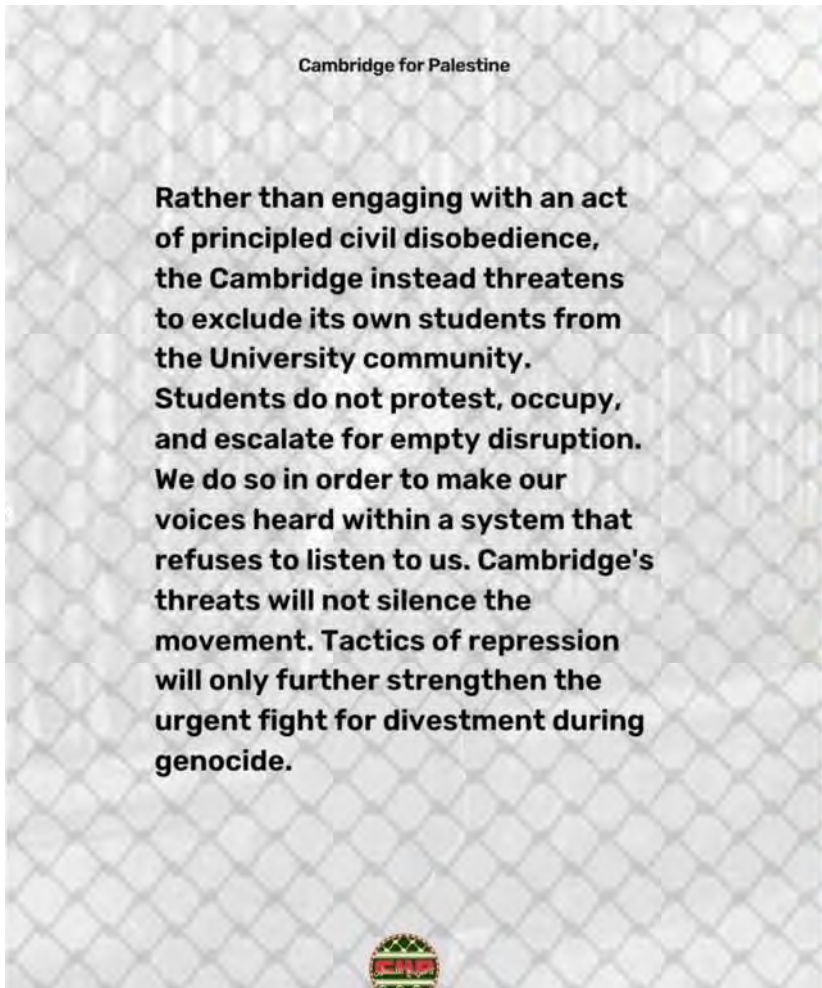 Cambridge for Palestine
Rather than engaging with an act
of principled civil disobedience,
the Cambridge instead threatens
to exclude its own students from
the University community.
Students do not protest, occupy,
and escalate for empty disruption.
We do so in order to make our
voices heard within a system that
refuses to listen to us. Cambridge's
threats will not silence the
movement. Tactics of repression
will only further strengthen the
urgent fight for divestment during
genocide.